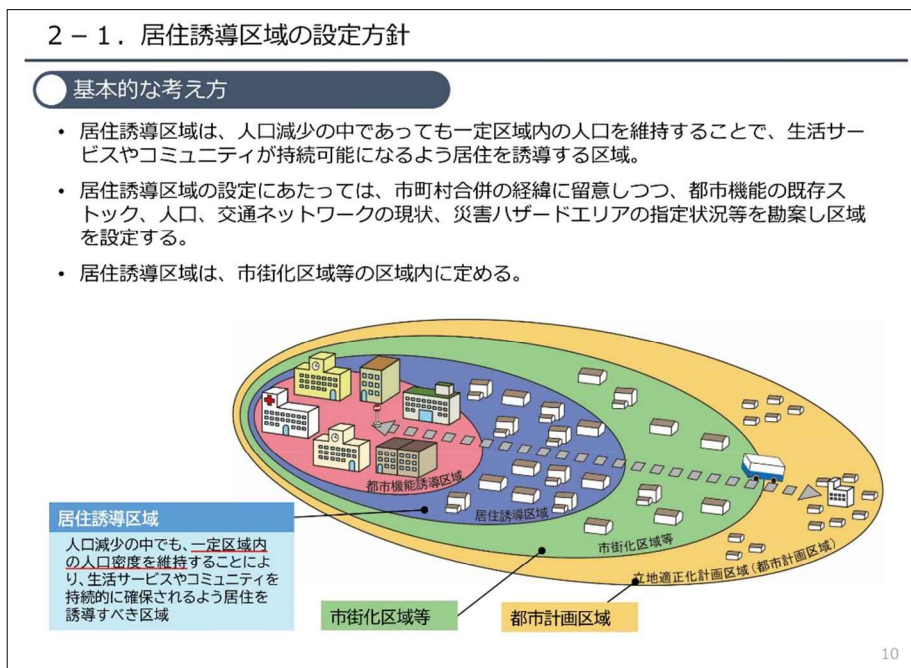 ２－１．居住誘導区域の設定方針
基本的な考え方
• 居住誘導区域は、人口減少の中であっても一定区域内の人口を維持することで、生活サー
ビスやコミュニティが持続可能になるよう居住を誘導する区域。
• 居住誘導区域の設定にあたっては、市町村合併の経緯に留意しつつ、都市機能の既存ス
トック、人口、交通ネットワークの現状、災害ハザードエリアの指定状況等を勘案し区域
を設定する。
• 居住誘導区域は、市街化区域等の区域内に定める。
都市機能誘導区域
居住誘導区域
市街化区域等
立地適正化計画区域（都市計画区域）
居住誘導区域
人口減少の中でも、一定区域内
の人口密度を維持することによ
り、生活サービスやコミュニティを
持続的に確保されるよう居住を
誘導すべき区域
市街化区域等
都市計画区域
10